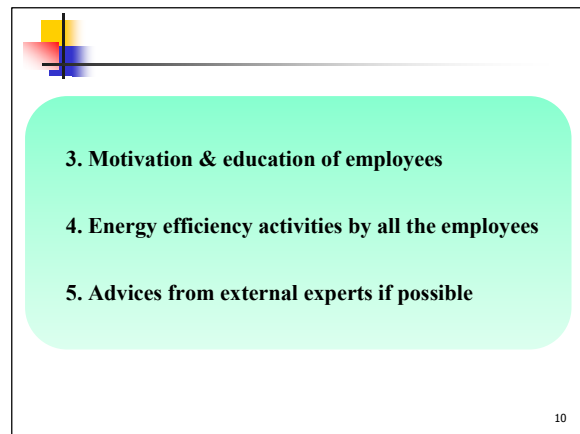 3. Motivation & education of employees
4. Energy efficiency activities by all the employees
5. Advices from external experts if possible
10